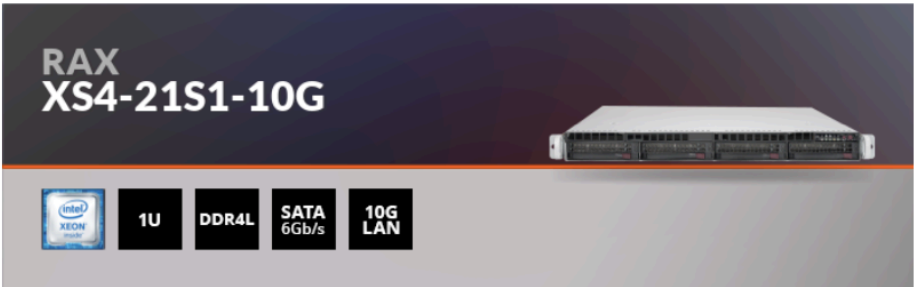 RAX
XS4-21S1-10G
intel
XEON
inside
1U
DDR4L
SATA
6Gb/s
10G
LAN